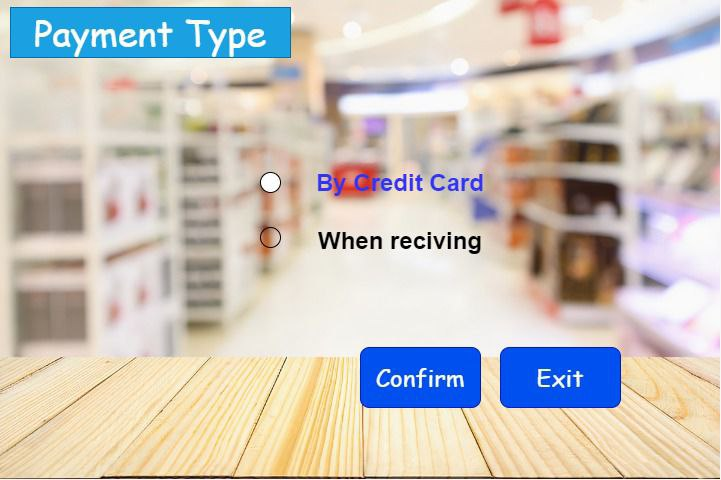 Payment Type
By Credit Card
When reciving
Confirm
Exit